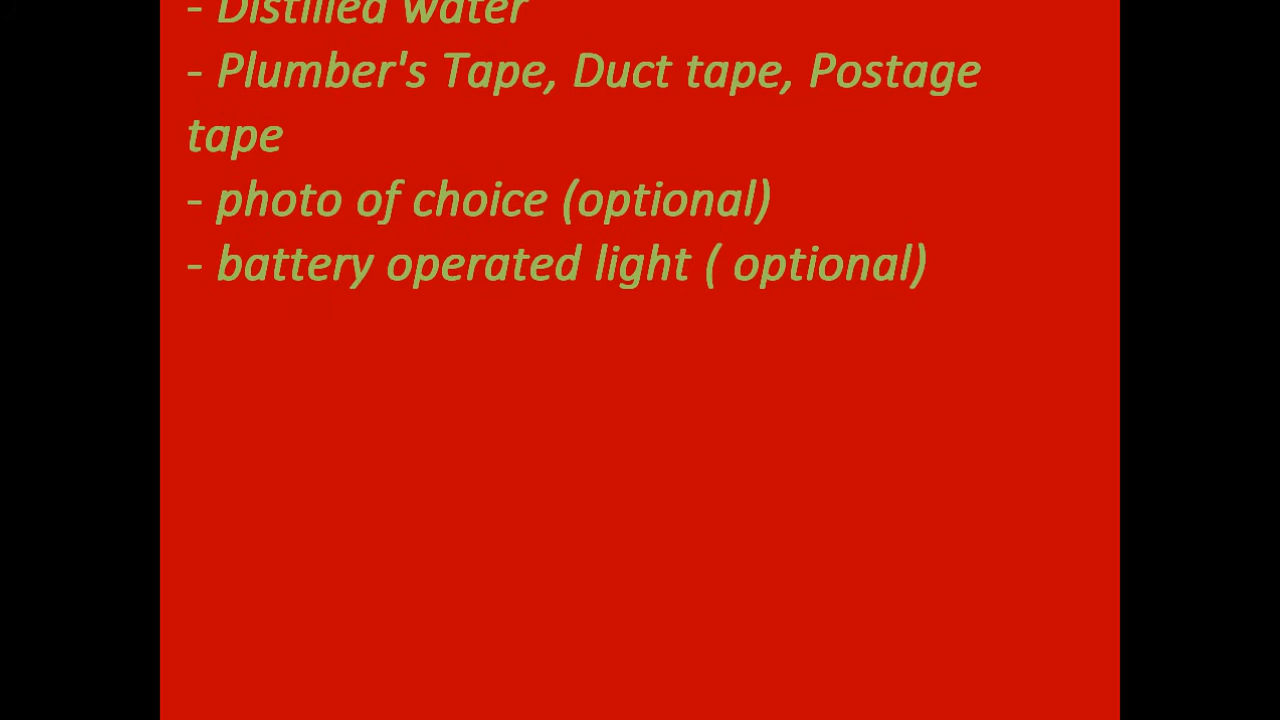 - Distilled water
- Plumber's Tape, Duct tape, Postage
tape
- photo of choice (optional)
- battery operated light ( optional)